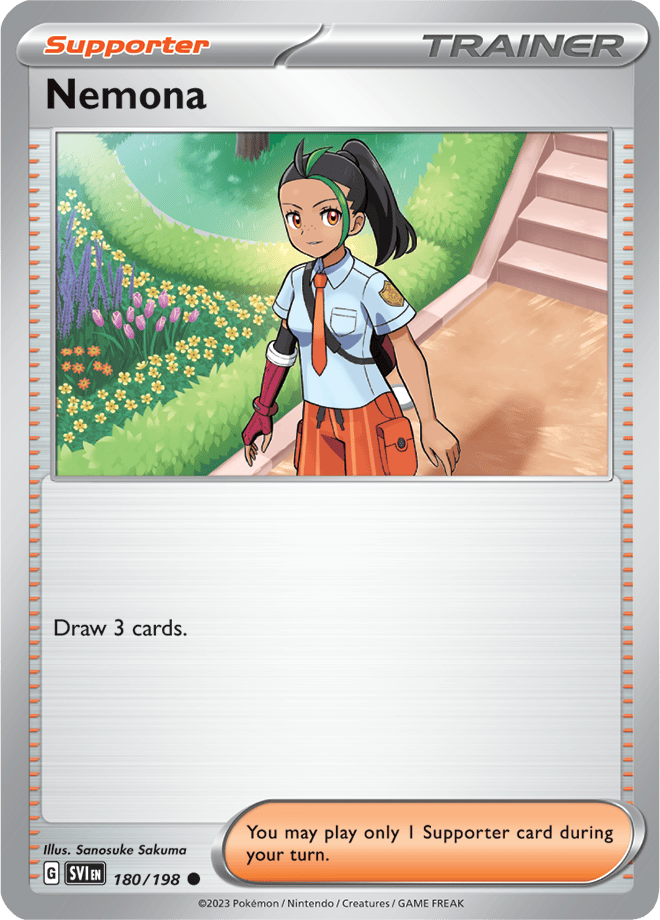 Supporter
TRAINER
Nemona
Draw 3 cards.
You may play only 1 Supporter card during
your turn.
Illus. Sanosuke Sakuma
G SVI EN 180/198
©2023 Pokémon / Nintendo / Creatures / GAME FREAK